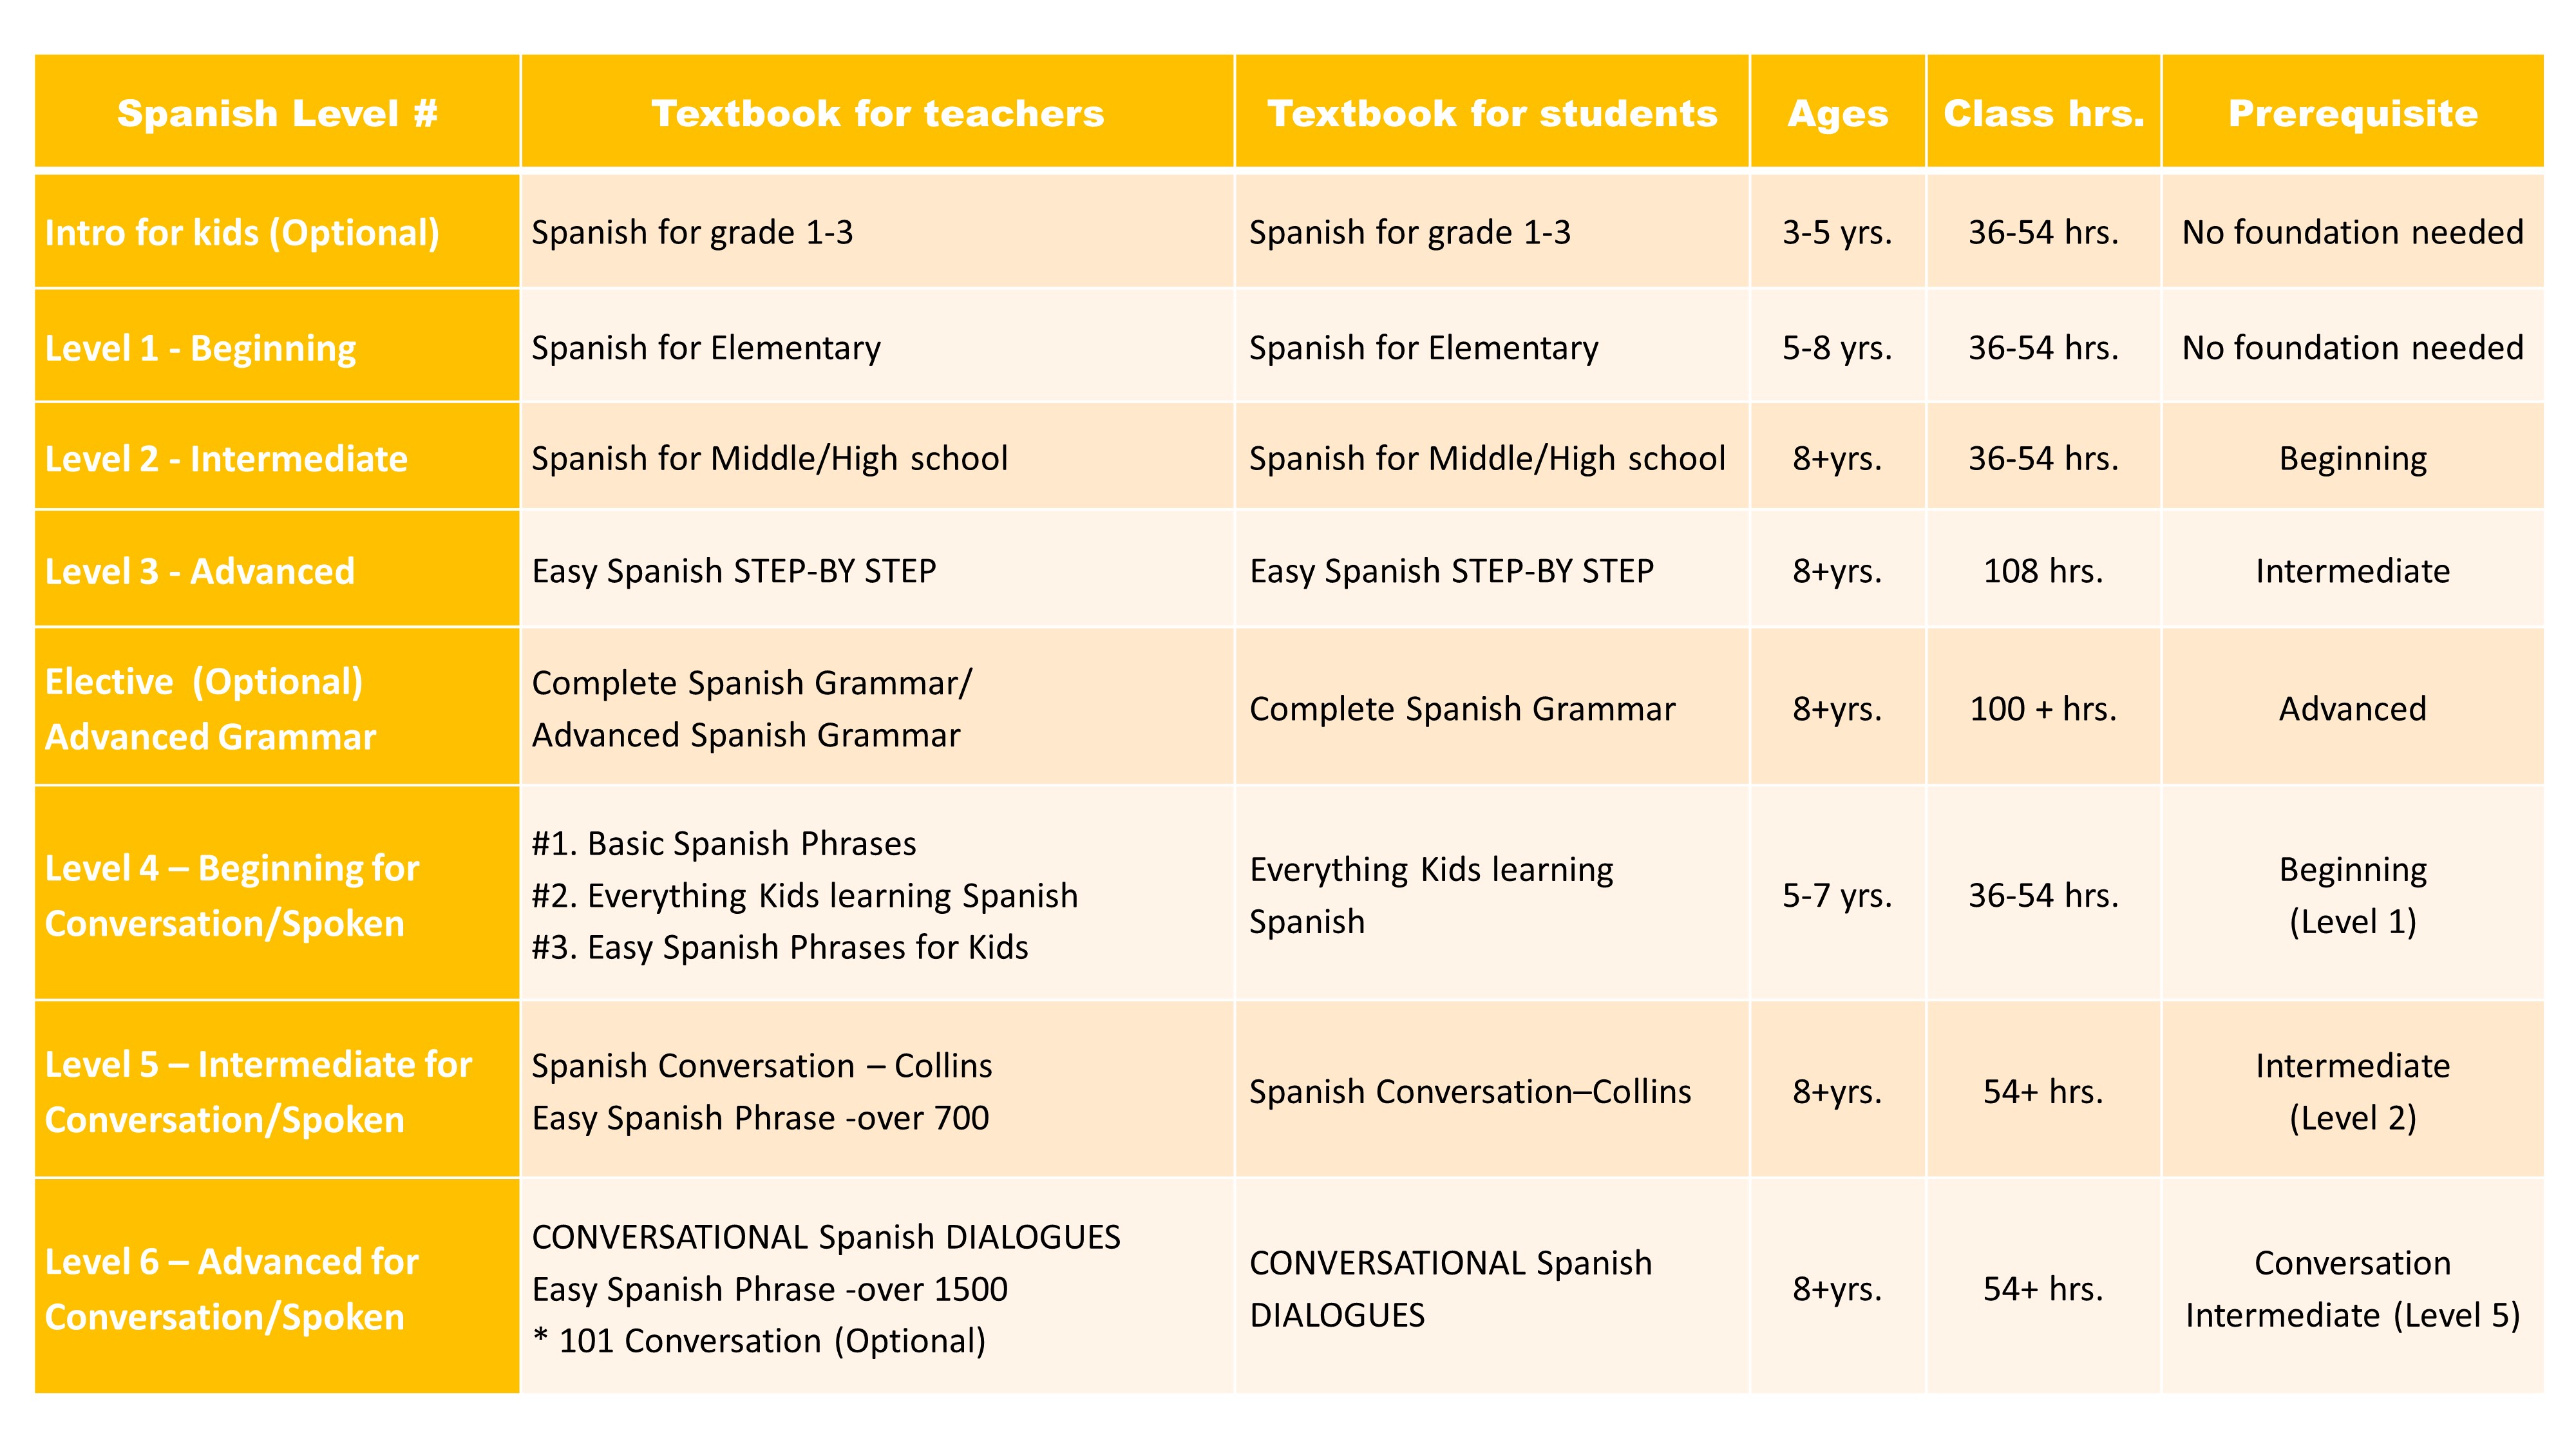 Spanish Level # Textbook for teachers Textbook for students Ages Class hrs. Prerequisite
Intro for kids (Optional) Spanish for grade 1-3 Spanish for grade 1-3 3-5 yrs. 36-54 hrs. No foundation needed
Level 1 - Beginning Spanish for Elementary Spanish for Elementary 5-8 yrs. 36-54 hrs. No foundation needed
Level 2 - Intermediate Spanish for Middle/High school Spanish for Middle/High school 8+yrs. 36-54 hrs. Beginning
Level 3 - Advanced Easy Spanish STEP-BY STEP Easy Spanish STEP-BY STEP 8+yrs. 108 hrs. Intermediate
Elective (Optional)
Advanced Grammar
Complete Spanish Grammar/
Advanced Spanish Grammar
Complete Spanish Grammar
8+yrs.
100 + hrs.
Advanced
Level 4 – Beginning for
Conversation/Spoken
#1. Basic Spanish Phrases
#2. Everything Kids learning Spanish
#3. Easy Spanish Phrases for Kids
Everything Kids learning
Spanish
5-7 yrs.
36-54 hrs.
Beginning
(Level 1)
Level 5 – Intermediate for
Conversation/Spoken
Spanish Conversation – Collins
Easy Spanish Phrase -over 700
Spanish Conversation–Collins
8+yrs.
54+ hrs.
Intermediate
(Level 2)
Level 6 – Advanced for
Conversation/Spoken
CONVERSATIONAL Spanish DIALOGUES
Easy Spanish Phrase -over 1500
* 101 Conversation (Optional)
CONVERSATIONAL Spanish
DIALOGUES
8+yrs.
54+ hrs.
Conversation
Intermediate (Level 5)